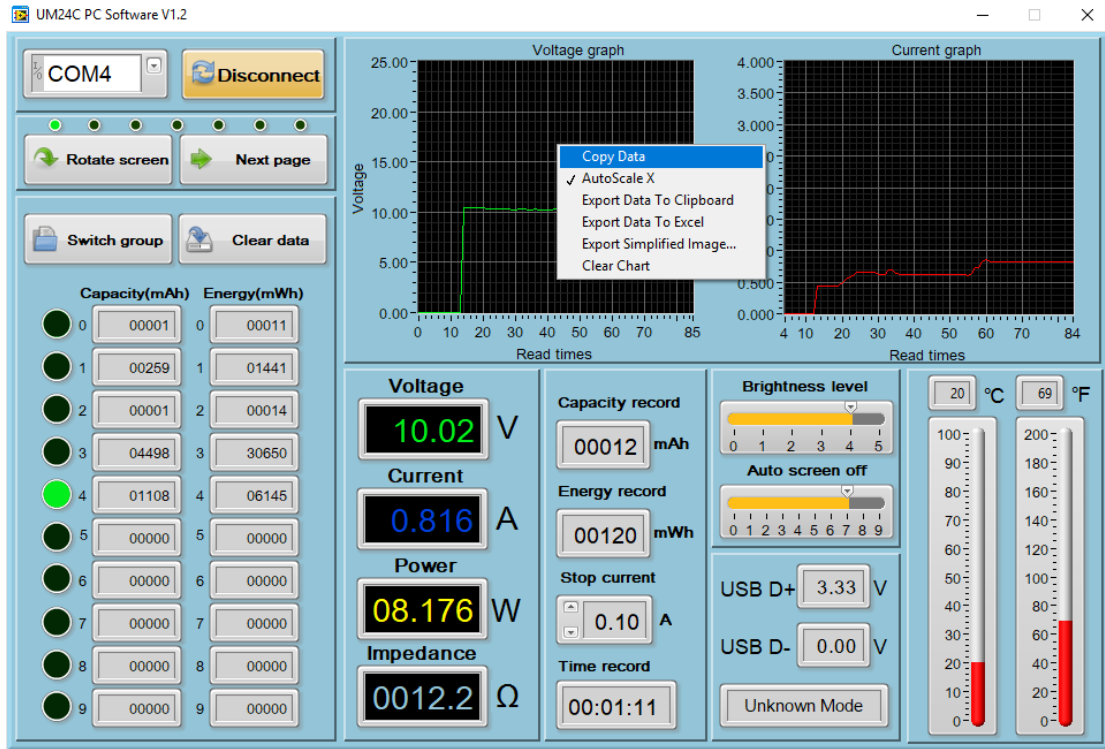 UM24C PC Software V1.2
COM4
Disconnect
Rotate screen
Next page
Switch group
Clear data
Capacity(mAh) Energy(mWh)
0 00001 0 00011
1 00259 1 01441
2 00001 2 00014
3 04498 3 30650
4 01108 4 06145
5 00000 5 00000
6 00000 6 00000
7 00000 7 00000
8 00000 8 00000
9 00000 9 00000
Voltage graph
Voltage
25.00
20.00
15.00
10.00
5.00
0.00
0 10 20 30 40 50 60 70 85
Read times
Copy Data
AutoScale X
Export Data To Clipboard
Export Data To Excel
Export Simplified Image...
Clear Chart
Current graph
4.000
3.500
3.000
0.500
0.000
4 10 20 30 40 50 60 70 84
Read times
Voltage
10.02 V
Current
0.816 A
Power
08.176 W
Impedance
0012.2 Ω
Capacity record
00012 mAh
Energy record
00120 mWh
Stop current
0.10 A
Time record
00:01:11
Brightness level
0 1 2 3 4 5
Auto screen off
0 1 2 3 4 5 6 7 8 9
USB D+ 3.33 V
USB D- 0.00 V
Unknown Mode
20 °C
100
90
80
70
60
50
40
30
20
10
0
69 °F
200
180
160
140
120
100
80
60
40
20
0